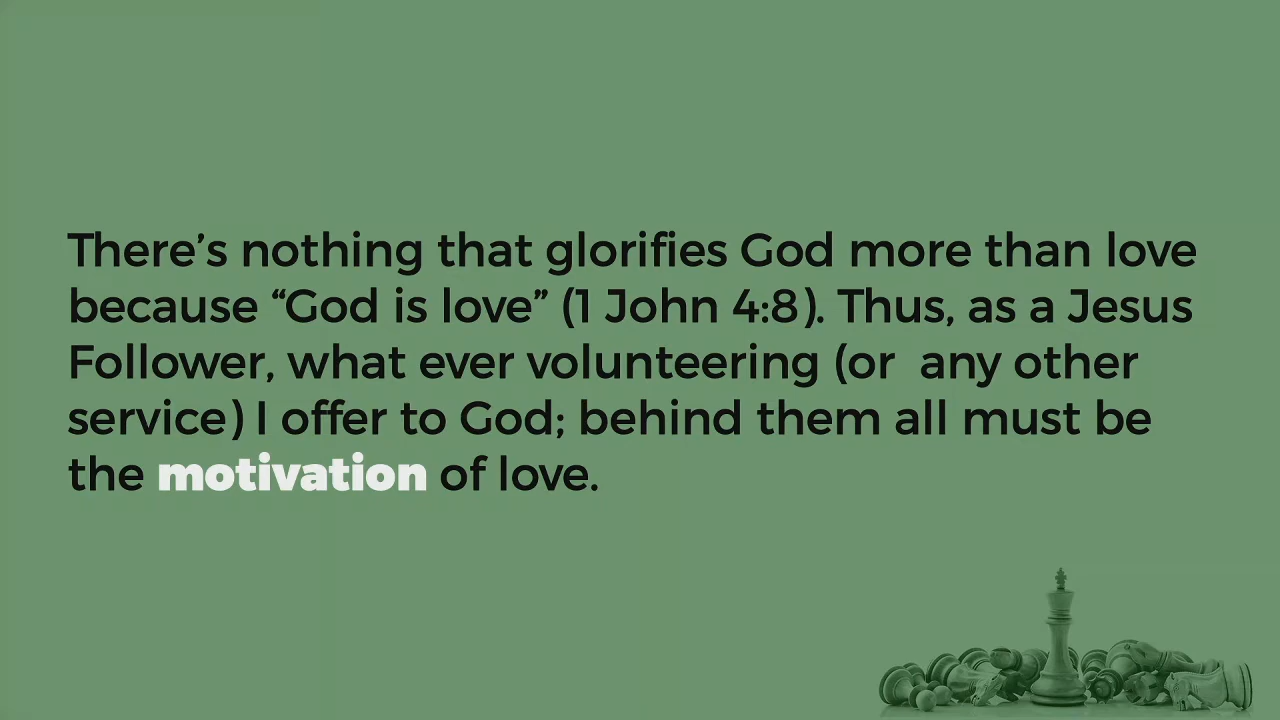 There’s nothing that glorifies God more than love
because “God is love” (1 John 4:8). Thus, as a Jesus
Follower, what ever volunteering (or  any other
service) I offer to God; behind them all must be
the motivation of love.